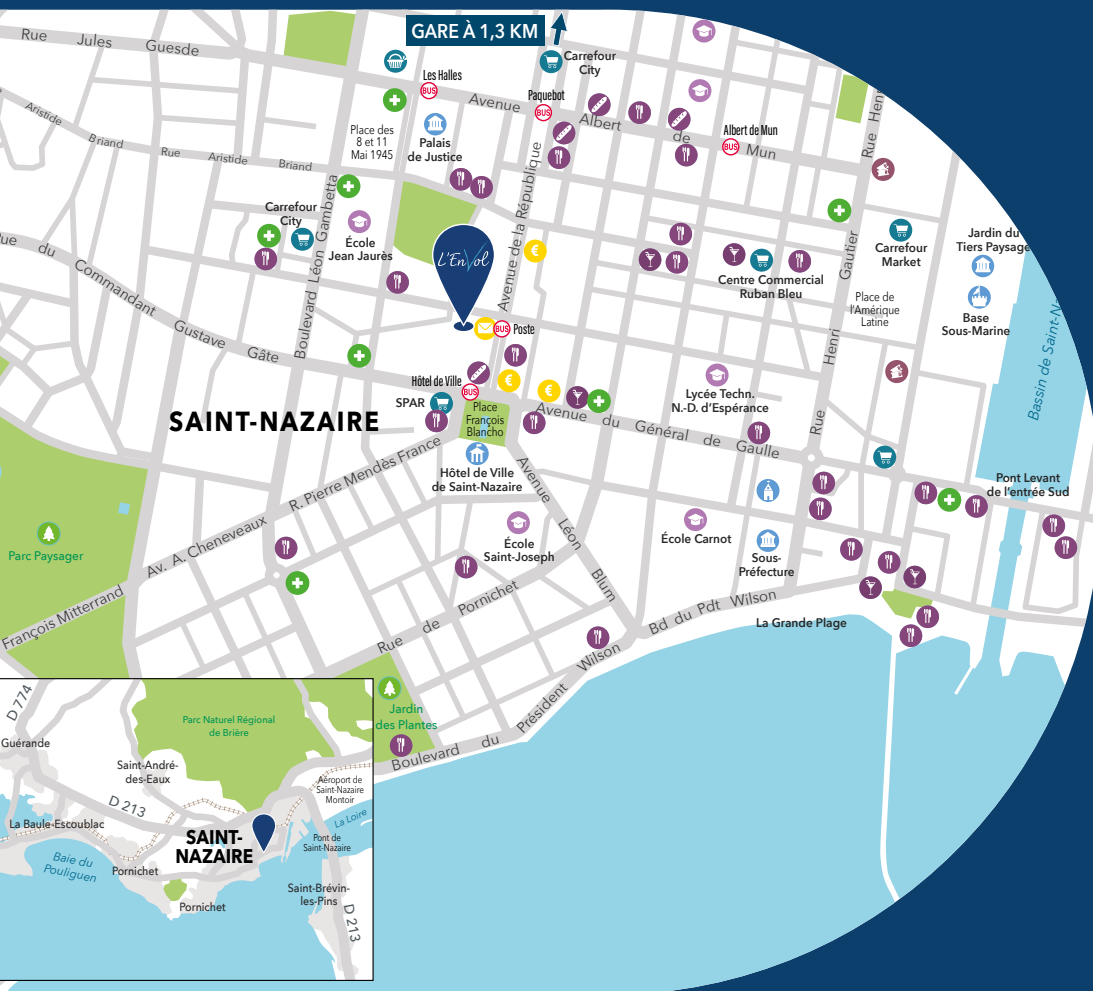 GARE À 1,3 KM
Rue Jules Guesde
Carrefour
City
Les Halles
BUS
Avenue Albert de Mun
Paquebot
BUS
Albert de Mun
BUS
Rue Henri Gautier
Aristide Briand
Rue Aristide Briand
Place des
8 et 11
Mai 1945
Palais
de Justice
Avenue de la République
Boulevard Léon Gambetta
Carrefour
City
École
Jean Jaurès
L'EnVol
€
Carrefour
Market
Jardin du
Tiers Paysage
Centre Commercial
Ruban Bleu
Place de
l'Amérique
Latine
Base
Sous-Marine
Bassin de Saint-N
Rue du Commandant Gustave Gâte
BUS
Poste
Hôtel de Ville
BUS
€
€
SPAR
SAINT-NAZAIRE
Place
François
Blancho
Avenue du Général de Gaulle
Lycée Techn.
N.-D. d'Espérance
Rue Henri
R. Pierre Mendès France
Hôtel de Ville
de Saint-Nazaire
Avenue Léon Blum
Pont Levant
de l'entrée Sud
Av. A. Cheneveaux
Parc Paysager
École
Saint-Joseph
École Carnot
Sous-
Préfecture
François Mitterrand
Rue de Pornichet
Bd du Pdt Wilson
La Grande Plage
Boulevard du Président Wilson
Jardin
des Plantes
D 774
Guérande
Parc Naturel Régional
de Brière
Saint-André-
des-Eaux
D 213
Aéroport de
Saint-Nazaire
Montoir
La Loire
La Baule-Escoublac
SAINT-
NAZAIRE
Pont de
Saint-Nazaire
Baie du
Pouliguen
Pornichet
Pornichet
Saint-Brévin-
les-Pins
D 213